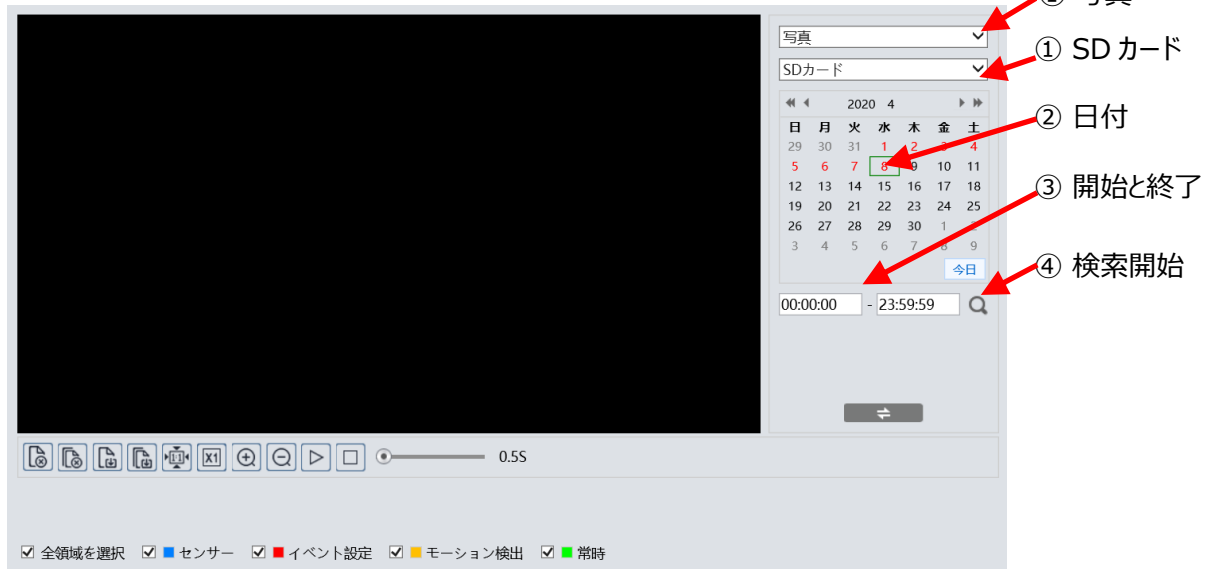 写真
① SD カード
② 日付
③ 開始と終了
④ 検索開始
写真
SDカード
2020 4
日 月 火 水 木 金 土
29 30 31 1 2 3 4
5 6 7 8 9 10 11
12 13 14 15 16 17 18
19 20 21 22 23 24 25
26 27 28 29 30 1 2
3 4 5 6 7 8 9
今日
00:00:00 - 23:59:59
1:1 X1 0.5S
全領域を選択 センサー イベント設定 モーション検出 常時